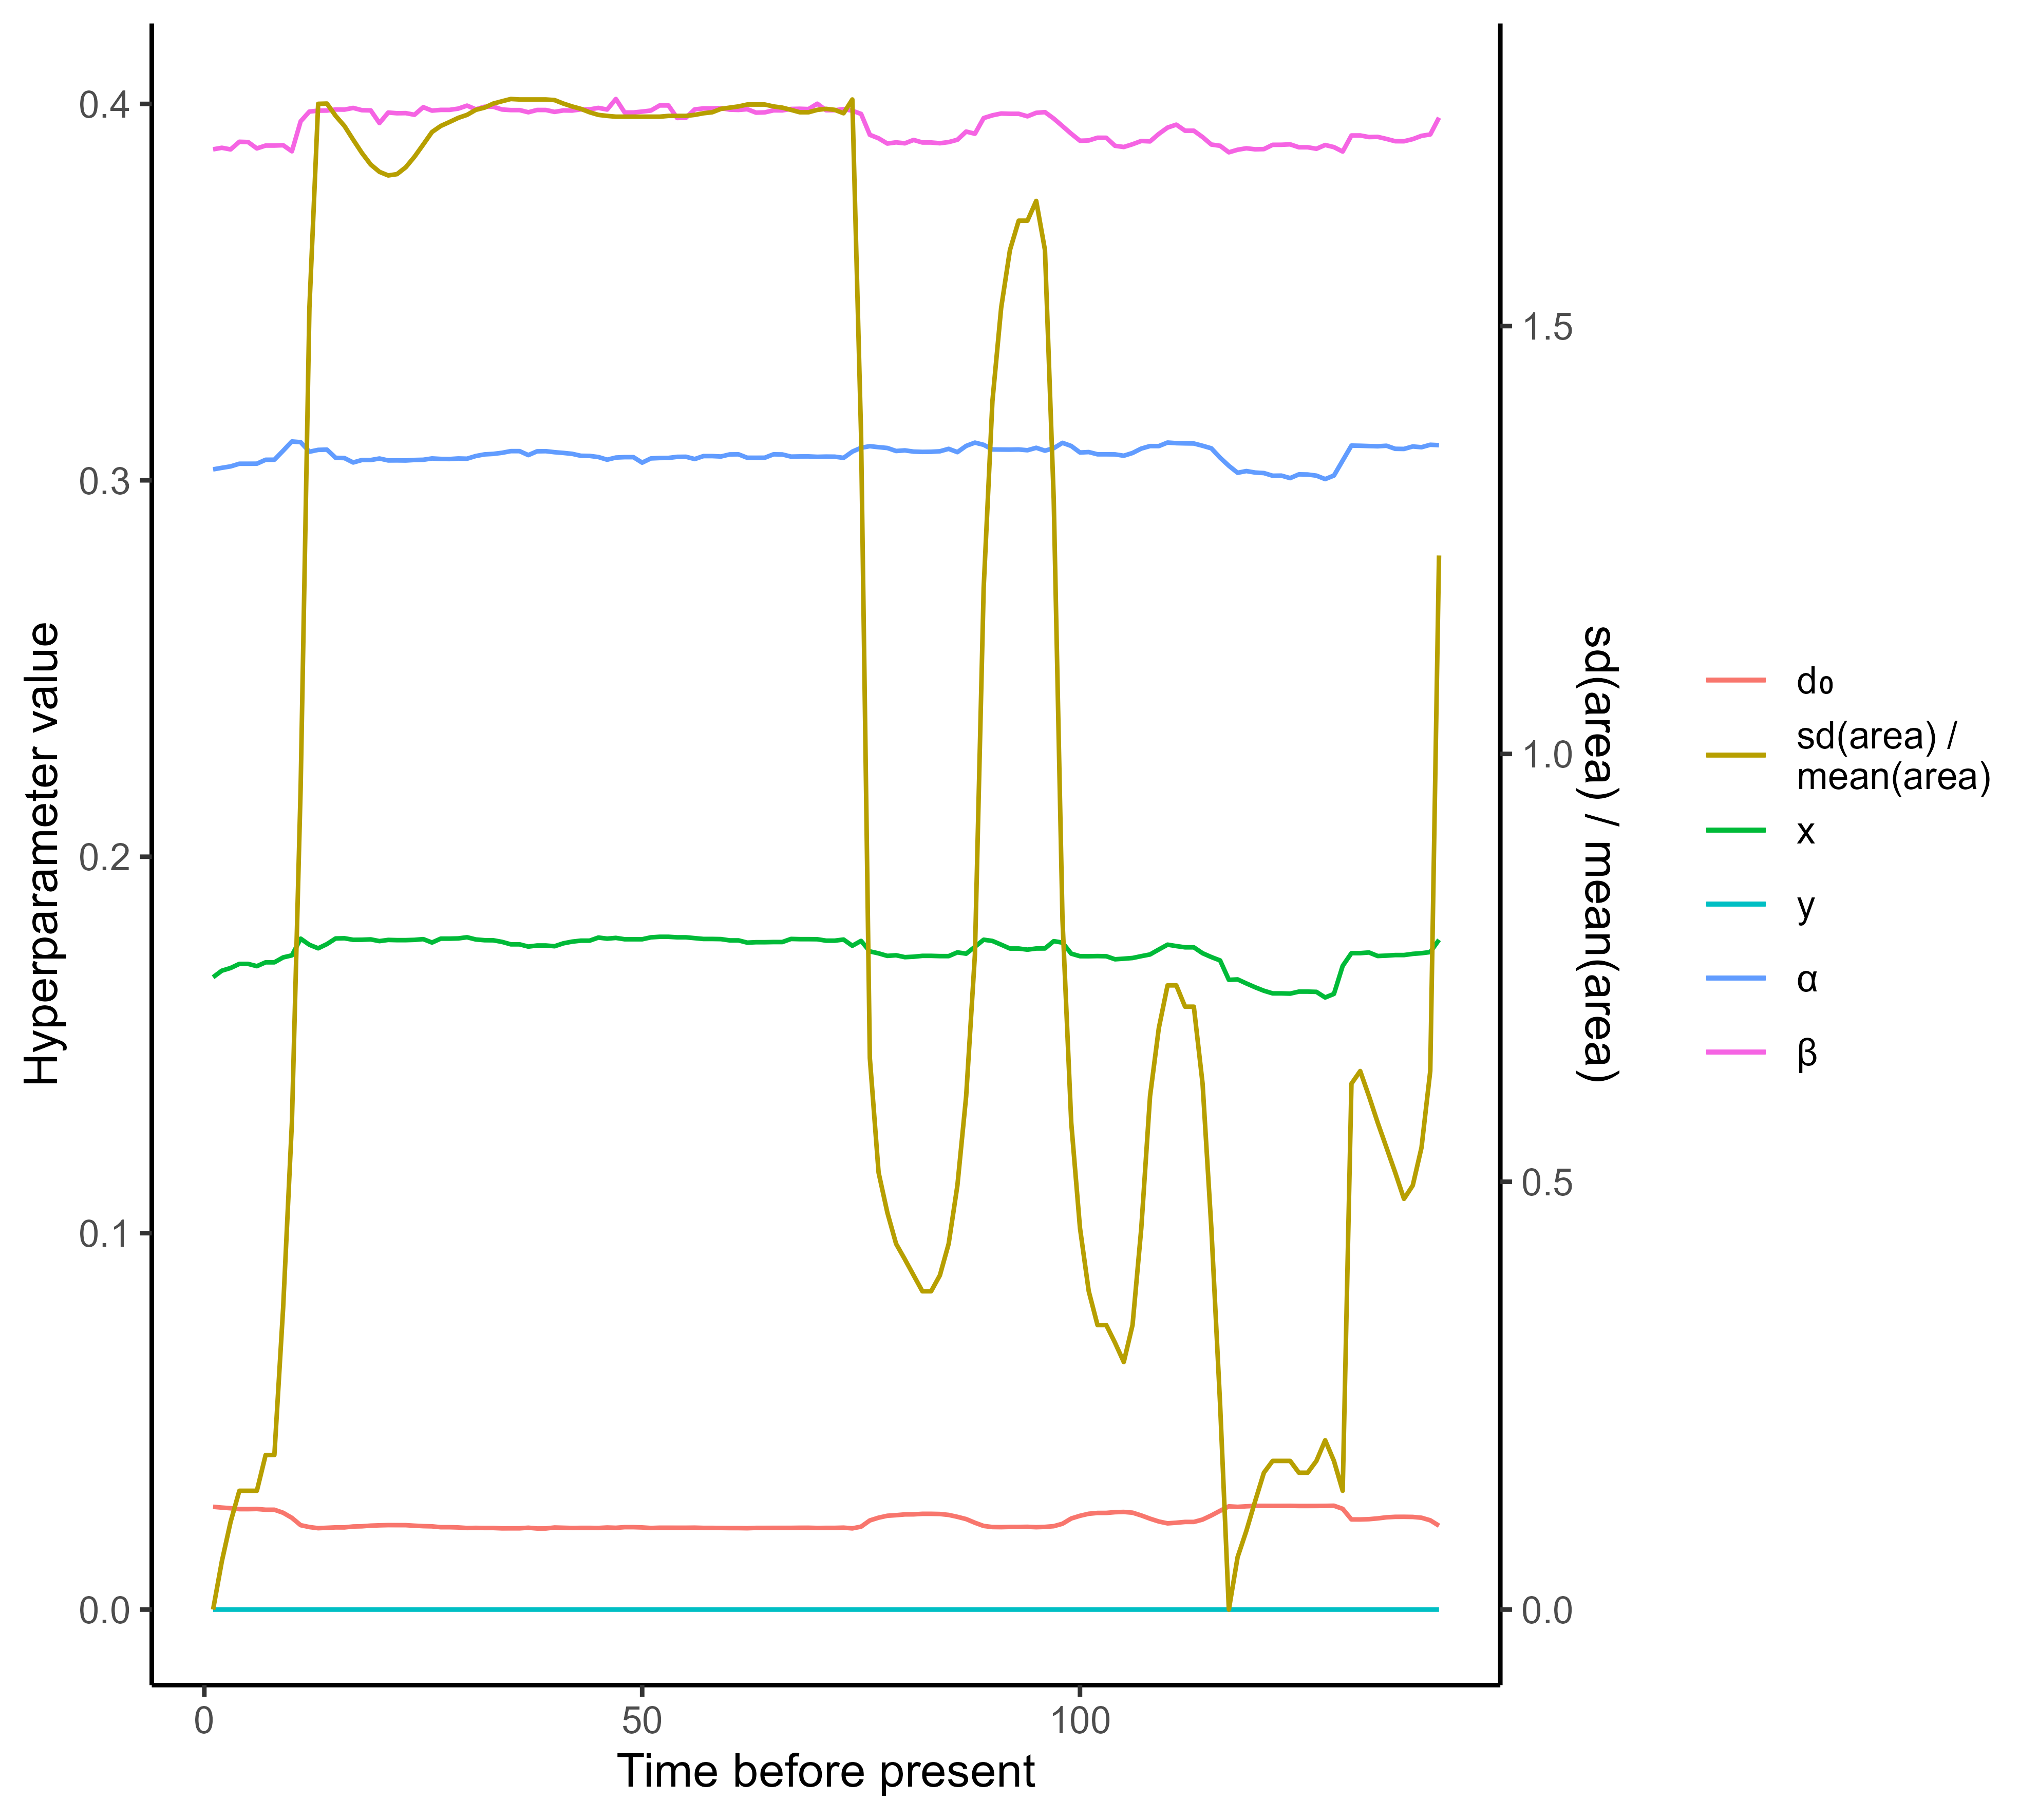 Hyperparameter value
0.4
0.3
0.2
0.1
0.0
0
50
100
Time before present
1.5
1.0
0.5
0.0
sd(area) / mean(area)
d₀
sd(area) /
mean(area)
x
y
α
β